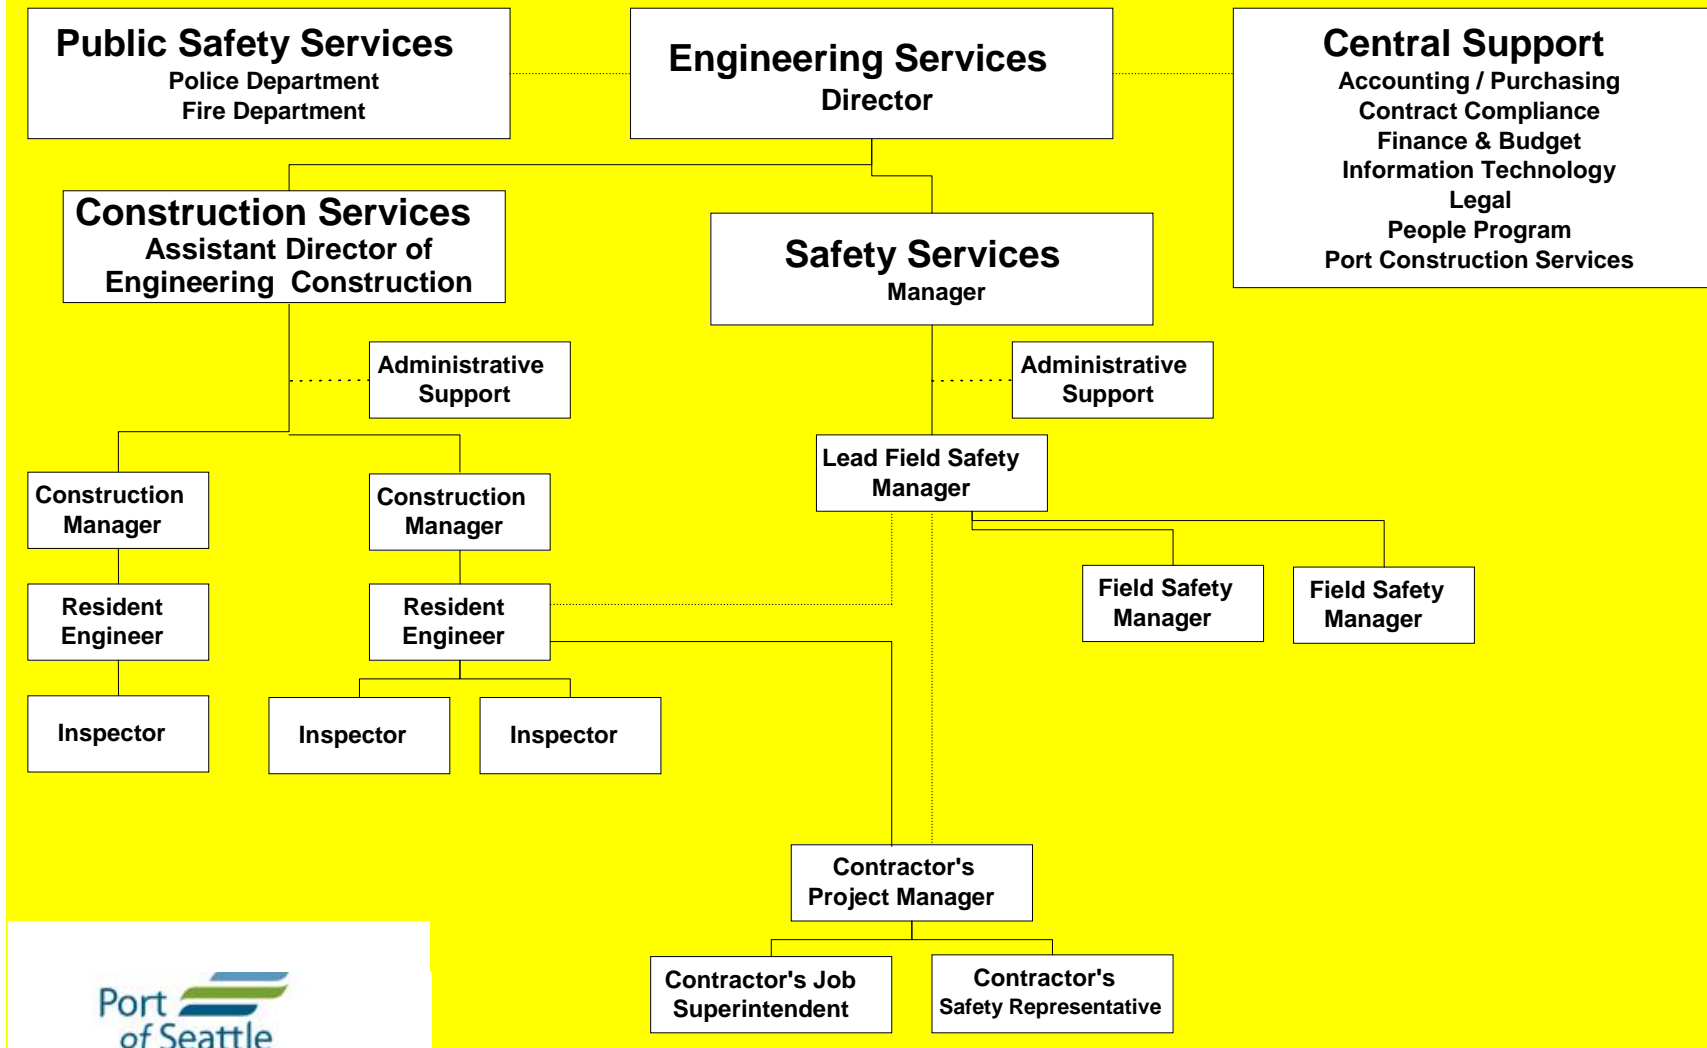 Public Safety Services
Police Department
Fire Department
Engineering Services
Director
Central Support
Accounting / Purchasing
Contract Compliance
Finance & Budget
Information Technology
Legal
People Program
Port Construction Services
Construction Services
Assistant Director of
Engineering Construction
Safety Services
Manager
Administrative
Support
Administrative
Support
Lead Field Safety
Manager
Construction
Manager
Construction
Manager
Field Safety
Manager
Field Safety
Manager
Resident
Engineer
Resident
Engineer
Inspector
Inspector
Inspector
Contractor's
Project Manager
Contractor's Job
Superintendent
Contractor's
Safety Representative
Port
of Seattle